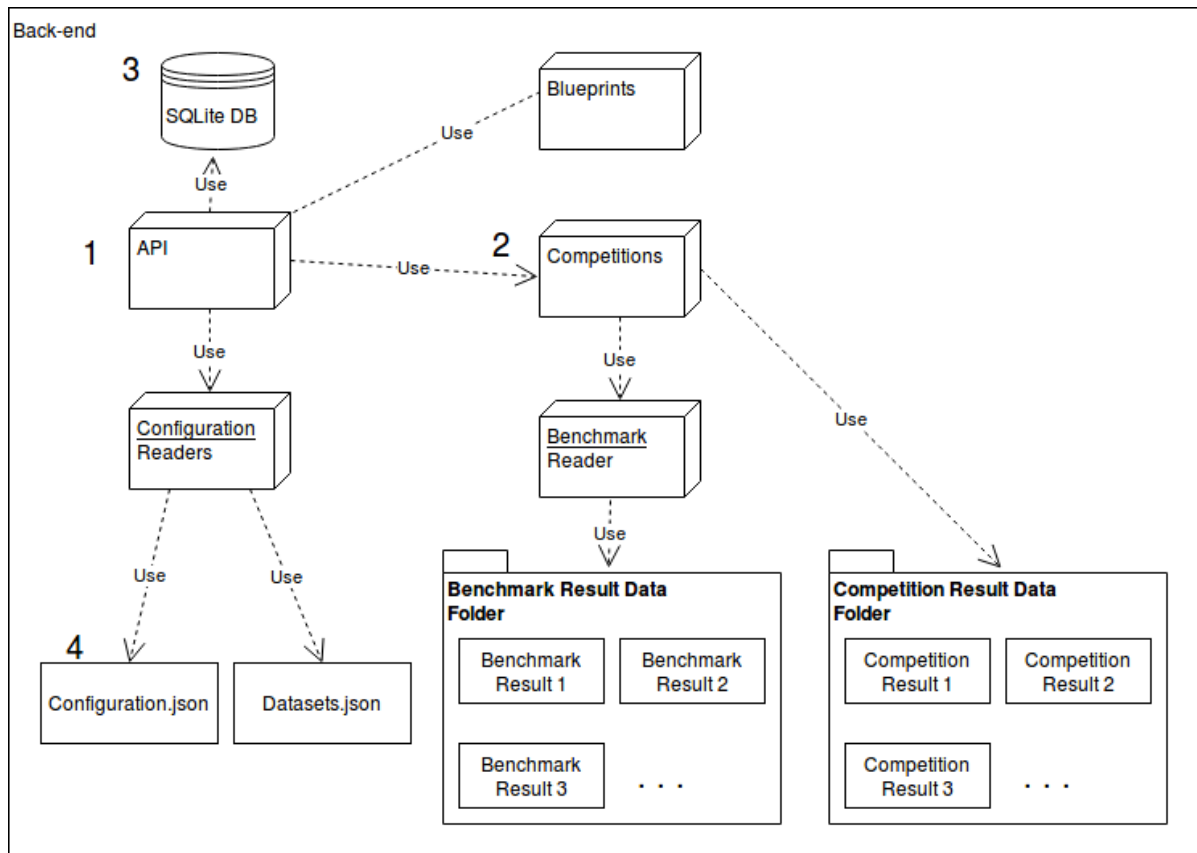 Back-end
3
SQLite DB
Blueprints
Use
Use
1
API
2
Competitions
Use
Use
Use
Configuration
Readers
Benchmark
Reader
Use
Use
Use
Use
4
Configuration.json
Datasets.json
Benchmark Result Data
Folder
Benchmark
Result 1
Benchmark
Result 2
Benchmark
Result 3
. . .
Competition Result Data
Folder
Competition
Result 1
Competition
Result 2
Competition
Result 3
. . .